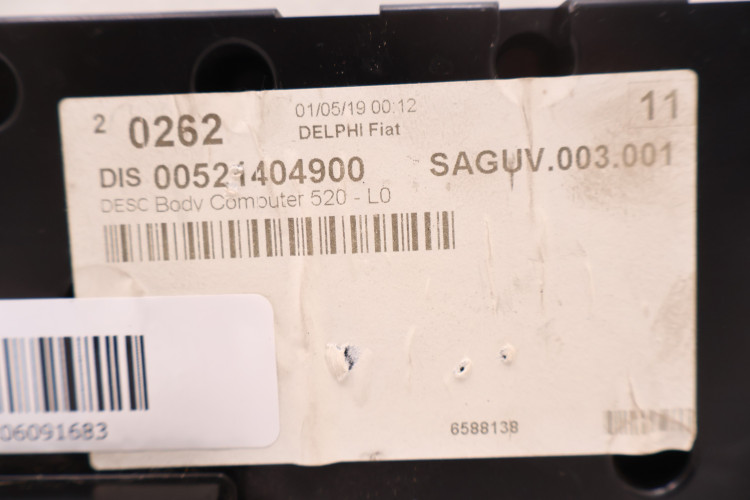 2 0262 01/05/19 00:12 11
DELPHI Fiat
DIS 00521404900 SAGUV.003.001
DESC Body Computer 520 - L0
6588138
06091683